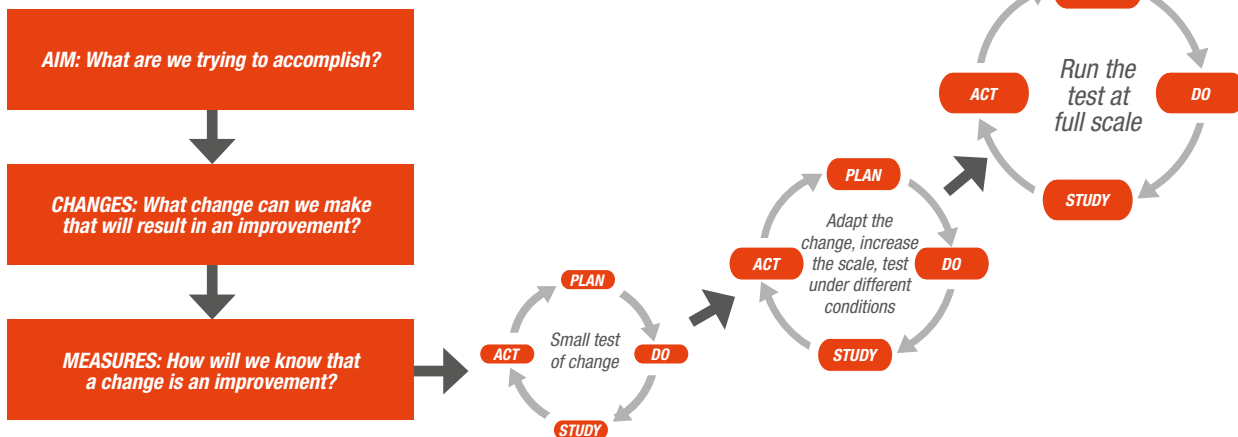 AIM: What are we trying to accomplish?
CHANGES: What change can we make
that will result in an improvement?
MEASURES: How will we know that
a change is an improvement?
PLAN
Small test
of change
ACT
DO
STUDY
PLAN
Adapt the
change, increase
the scale, test
under different
conditions
ACT
DO
STUDY
Run the
test at
full scale
ACT
DO
STUDY